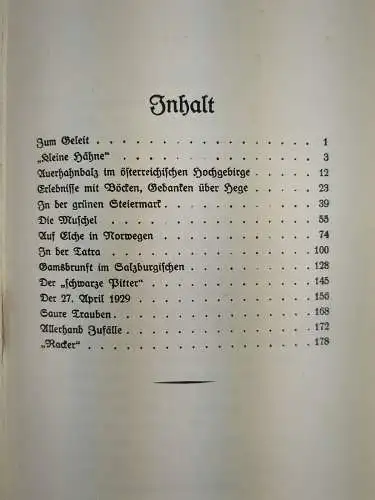 Inhalt
Zum Geleit . . . . . . . . . . . . . . . 1
„Kleine Hähne“ . . . . . . . . . . . . . 3
Auerhahnbalz im österreichischen Hochgebirge . . . . 12
Erlebnisse mit Böcken, Gedanken über Hege . . . . 23
In der grünen Steiermark . . . . . . . . . 39
Die Muschel . . . . . . . . . . . . . 55
Auf Elche in Norwegen . . . . . . . . . 74
In der Tatra . . . . . . . . . . . . . 100
Gamsbrunft im Salzburgischen . . . . . . . 128
Der „schwarze Pitter“ . . . . . . . . . . 145
Der 27. April 1929 . . . . . . . . . . . 156
Saure Trauben . . . . . . . . . . . . 168
Allerhand Zufälle . . . . . . . . . . . 172
„Racker“ . . . . . . . . . . . . . . 178